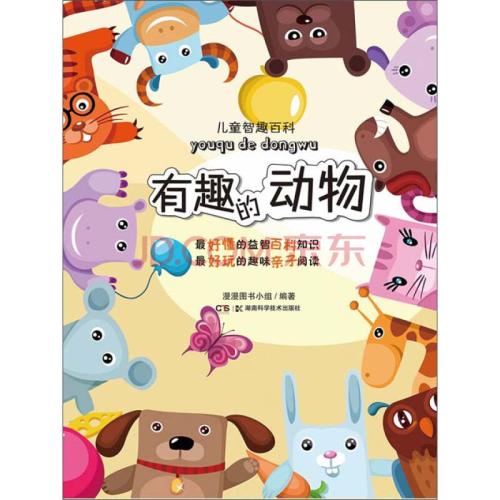 儿童智趣百科
youqu de dongwu
有趣的动物
最好懂的益智百科知识
最好玩的趣味亲子阅读
JD.COM 京东
漫漫图书小组 / 编著
CTS 湖南科学技术出版社